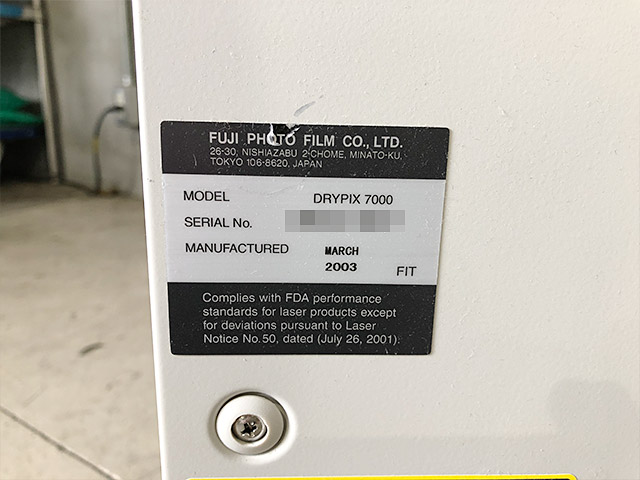 FUJI PHOTO FILM CO., LTD.
26-30, NISHIAZABU 2-CHOME, MINATO-KU,
TOKYO 106-8620, JAPAN
MODEL DRYPIX 7000
SERIAL No.
MANUFACTURED MARCH
2003 FIT
Complies with FDA performance
standards for laser products except
for deviations pursuant to Laser
Notice No.50, dated (July 26, 2001).